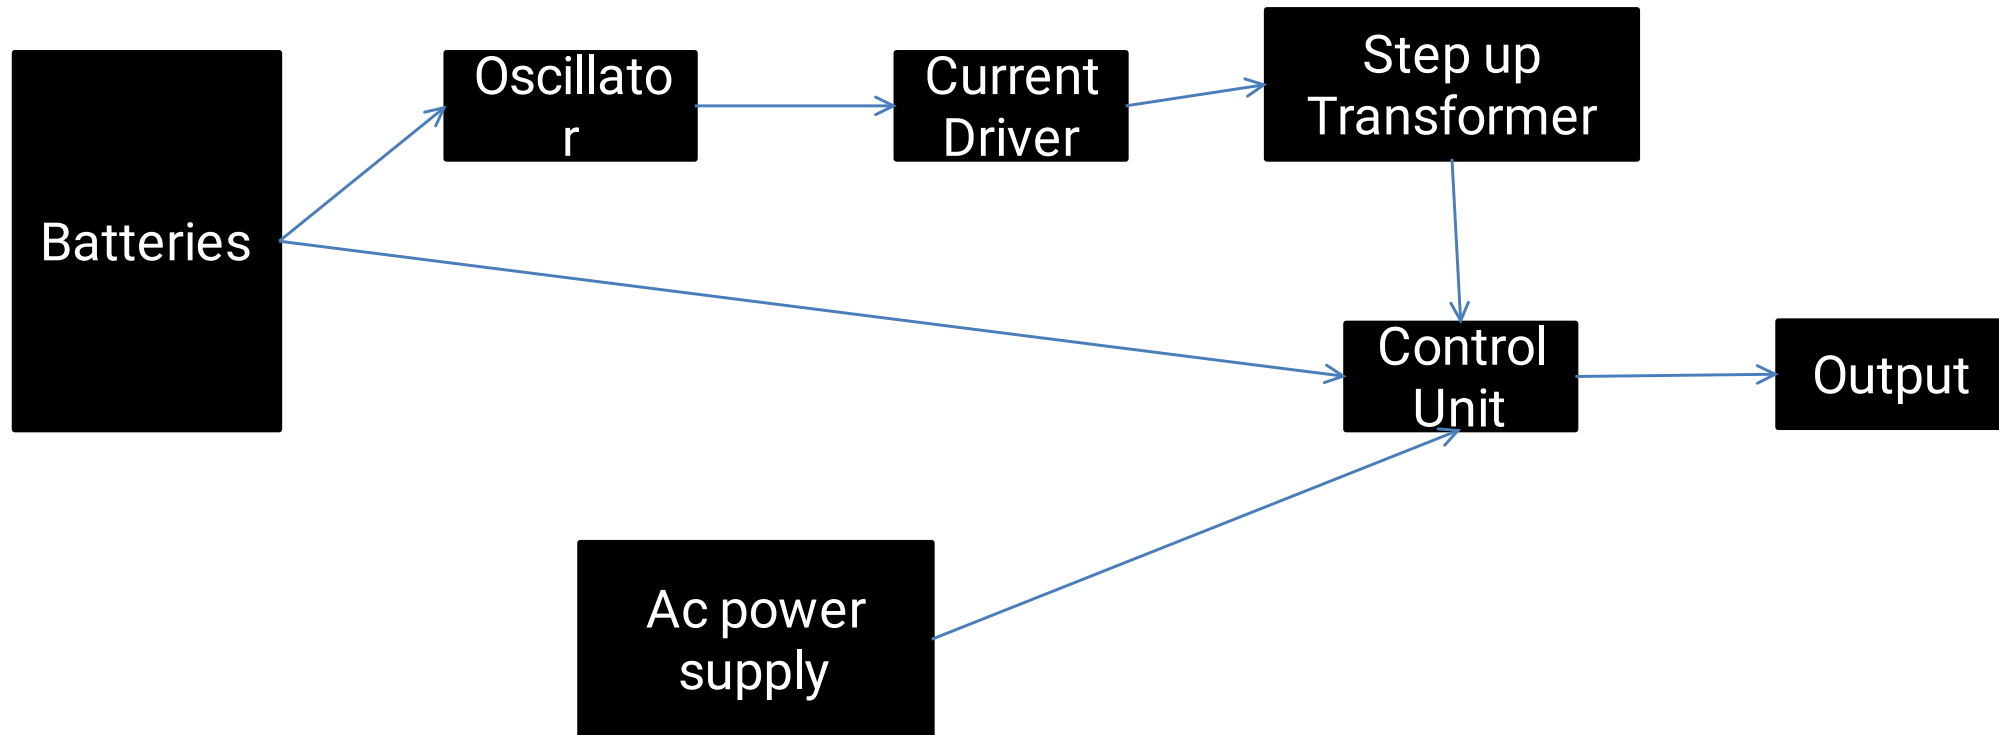 Batteries
Oscillato
r
Current
Driver
Step up
Transformer
Control
Unit
Output
Ac power
supply